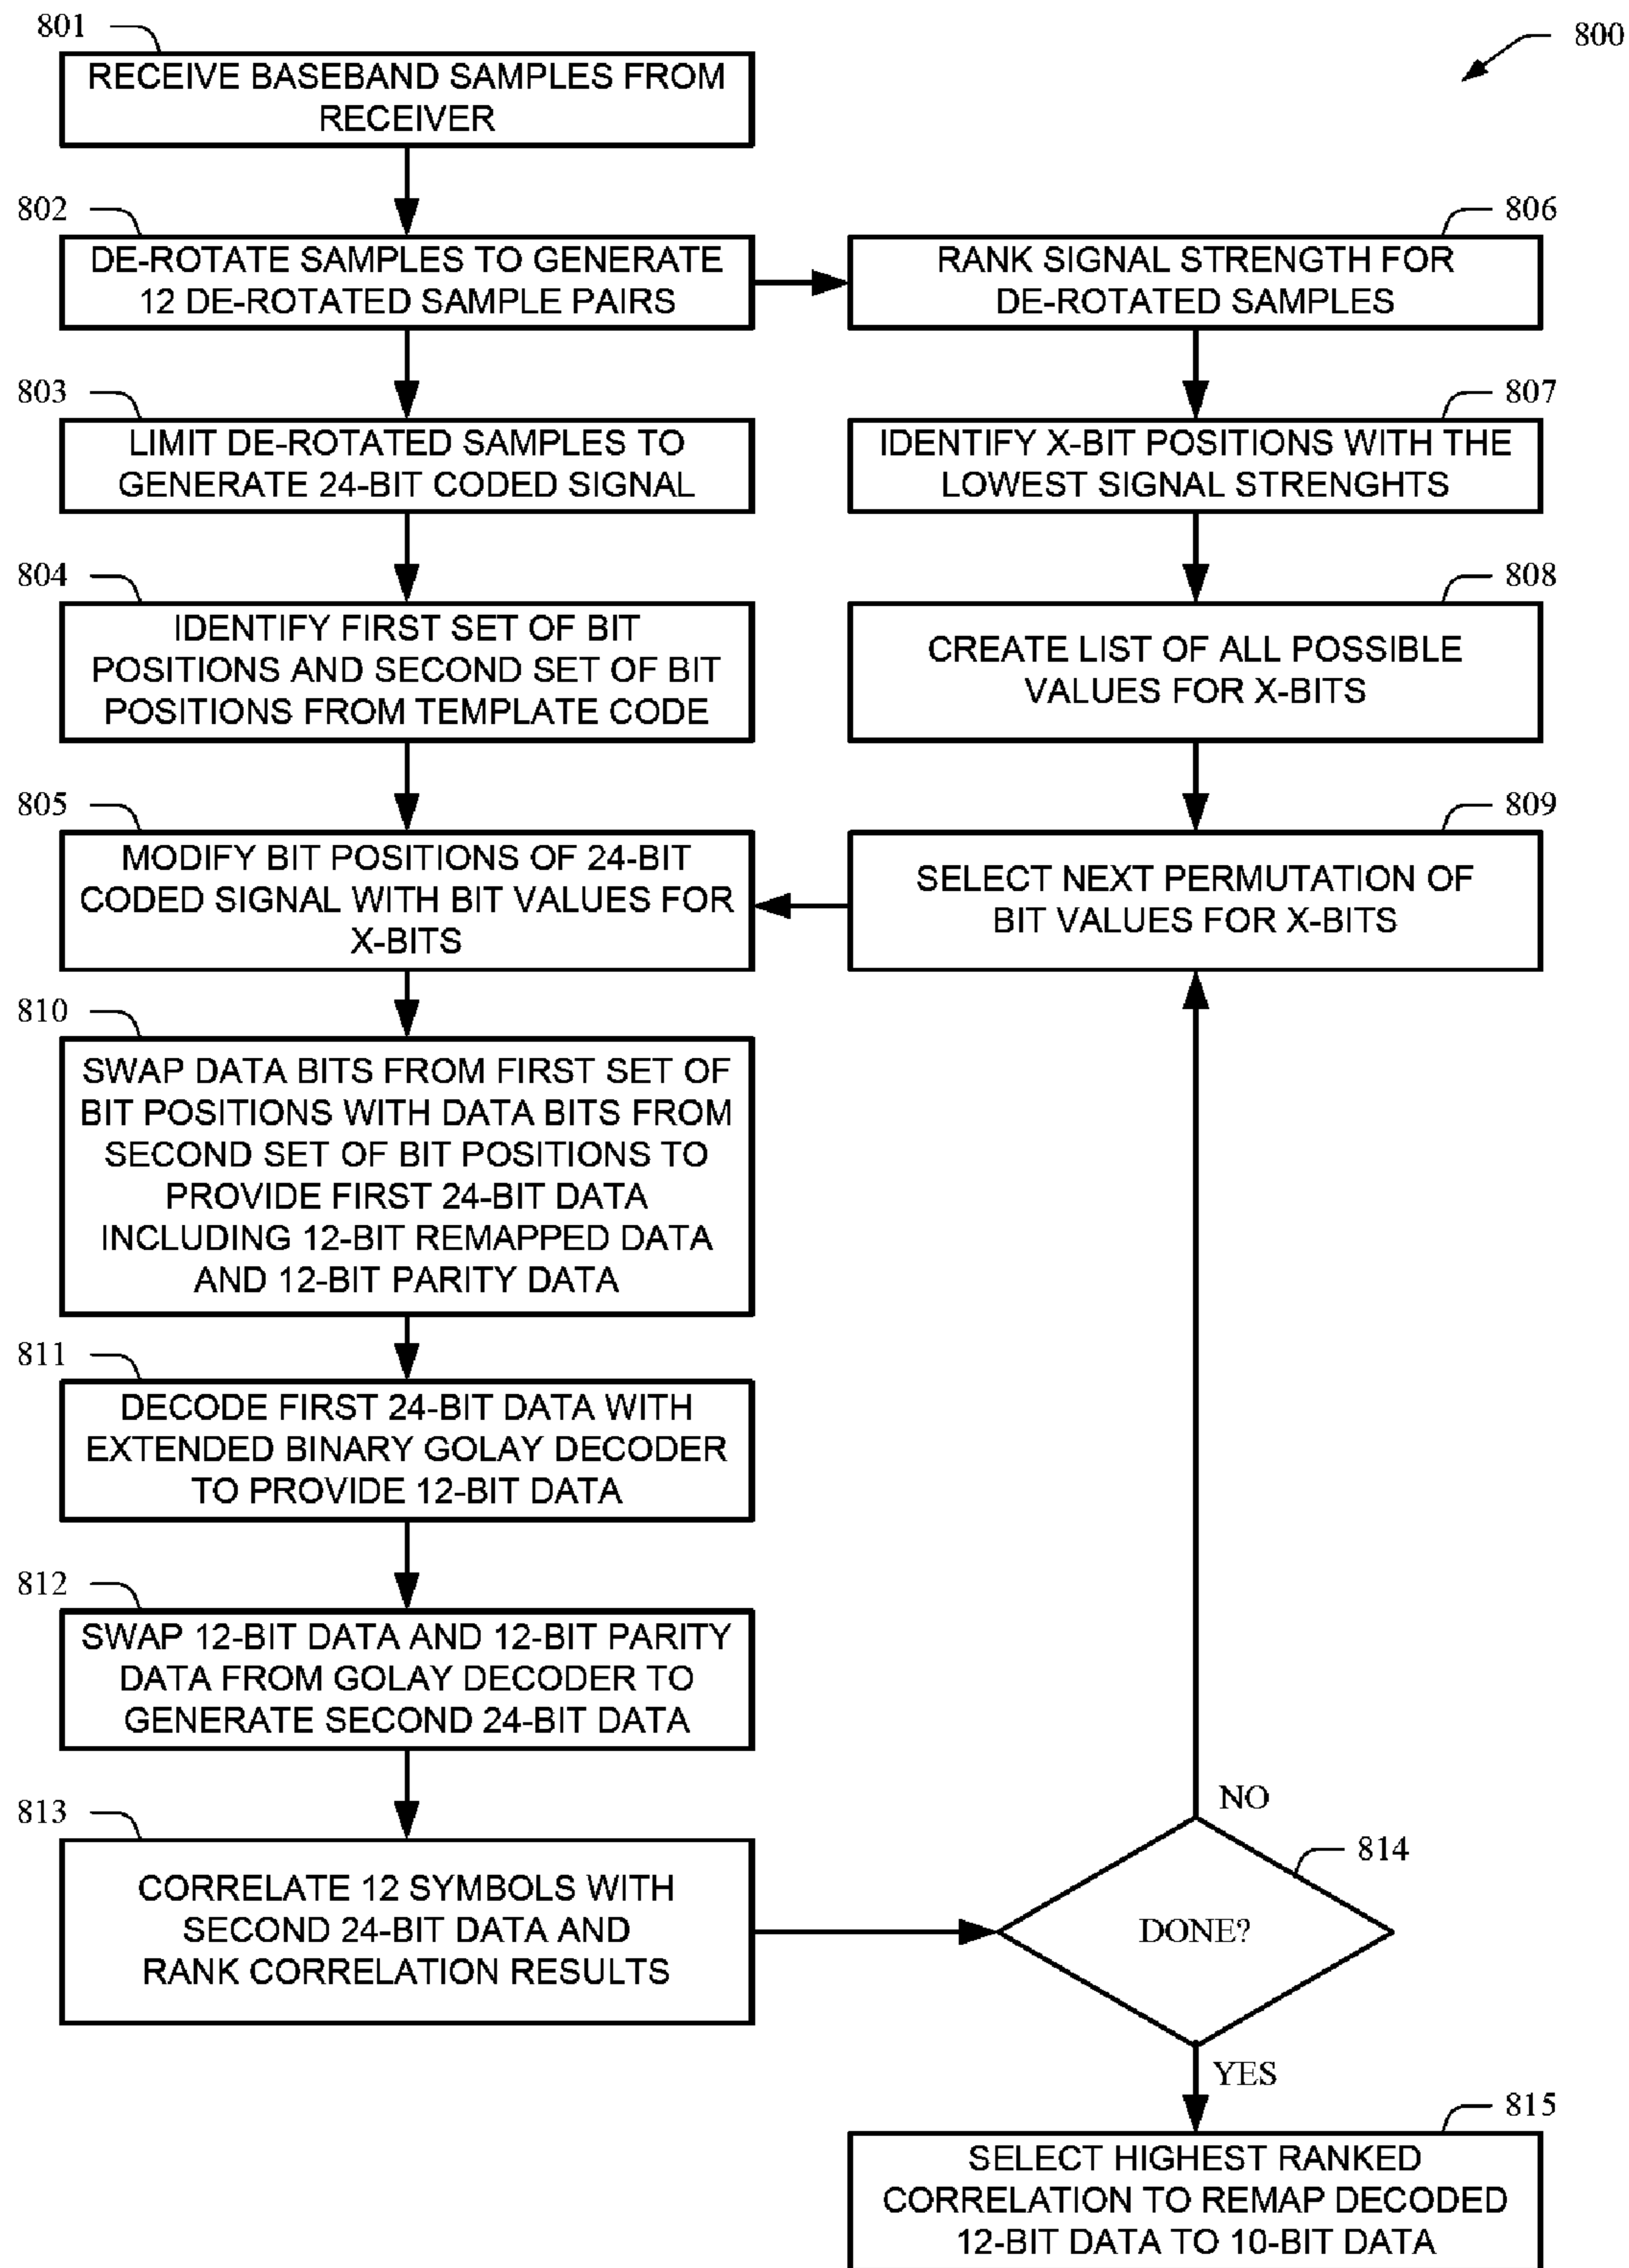 801
800
RECEIVE BASEBAND SAMPLES FROM
RECEIVER
802
DE-ROTATE SAMPLES TO GENERATE
12 DE-ROTATED SAMPLE PAIRS
806
RANK SIGNAL STRENGTH FOR
DE-ROTATED SAMPLES
803
LIMIT DE-ROTATED SAMPLES TO
GENERATE 24-BIT CODED SIGNAL
807
IDENTIFY X-BIT POSITIONS WITH THE
LOWEST SIGNAL STRENGHTS
804
IDENTIFY FIRST SET OF BIT
POSITIONS AND SECOND SET OF BIT
POSITIONS FROM TEMPLATE CODE
808
CREATE LIST OF ALL POSSIBLE
VALUES FOR X-BITS
805
MODIFY BIT POSITIONS OF 24-BIT
CODED SIGNAL WITH BIT VALUES FOR
X-BITS
809
SELECT NEXT PERMUTATION OF
BIT VALUES FOR X-BITS
810
SWAP DATA BITS FROM FIRST SET OF
BIT POSITIONS WITH DATA BITS FROM
SECOND SET OF BIT POSITIONS TO
PROVIDE FIRST 24-BIT DATA
INCLUDING 12-BIT REMAPPED DATA
AND 12-BIT PARITY DATA
811
DECODE FIRST 24-BIT DATA WITH
EXTENDED BINARY GOLAY DECODER
TO PROVIDE 12-BIT DATA
812
SWAP 12-BIT DATA AND 12-BIT PARITY
DATA FROM GOLAY DECODER TO
GENERATE SECOND 24-BIT DATA
813
CORRELATE 12 SYMBOLS WITH
SECOND 24-BIT DATA AND
RANK CORRELATION RESULTS
NO
814
DONE?
YES
815
SELECT HIGHEST RANKED
CORRELATION TO REMAP DECODED
12-BIT DATA TO 10-BIT DATA